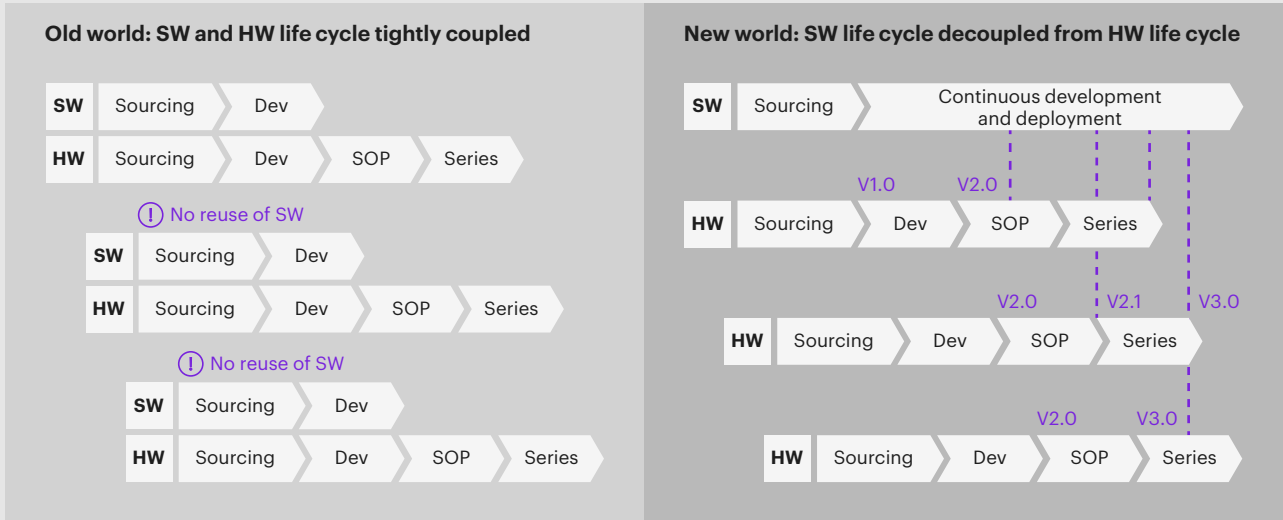 Old world: SW and HW life cycle tightly coupled
SW Sourcing Dev
HW Sourcing Dev SOP Series
! No reuse of SW
SW Sourcing Dev
HW Sourcing Dev SOP Series
! No reuse of SW
SW Sourcing Dev
HW Sourcing Dev SOP Series
New world: SW life cycle decoupled from HW life cycle
SW Sourcing Continuous development
and deployment
V1.0 V2.0
HW Sourcing Dev SOP Series
V2.0 V2.1 V3.0
HW Sourcing Dev SOP Series
V2.0 V3.0
HW Sourcing Dev SOP Series